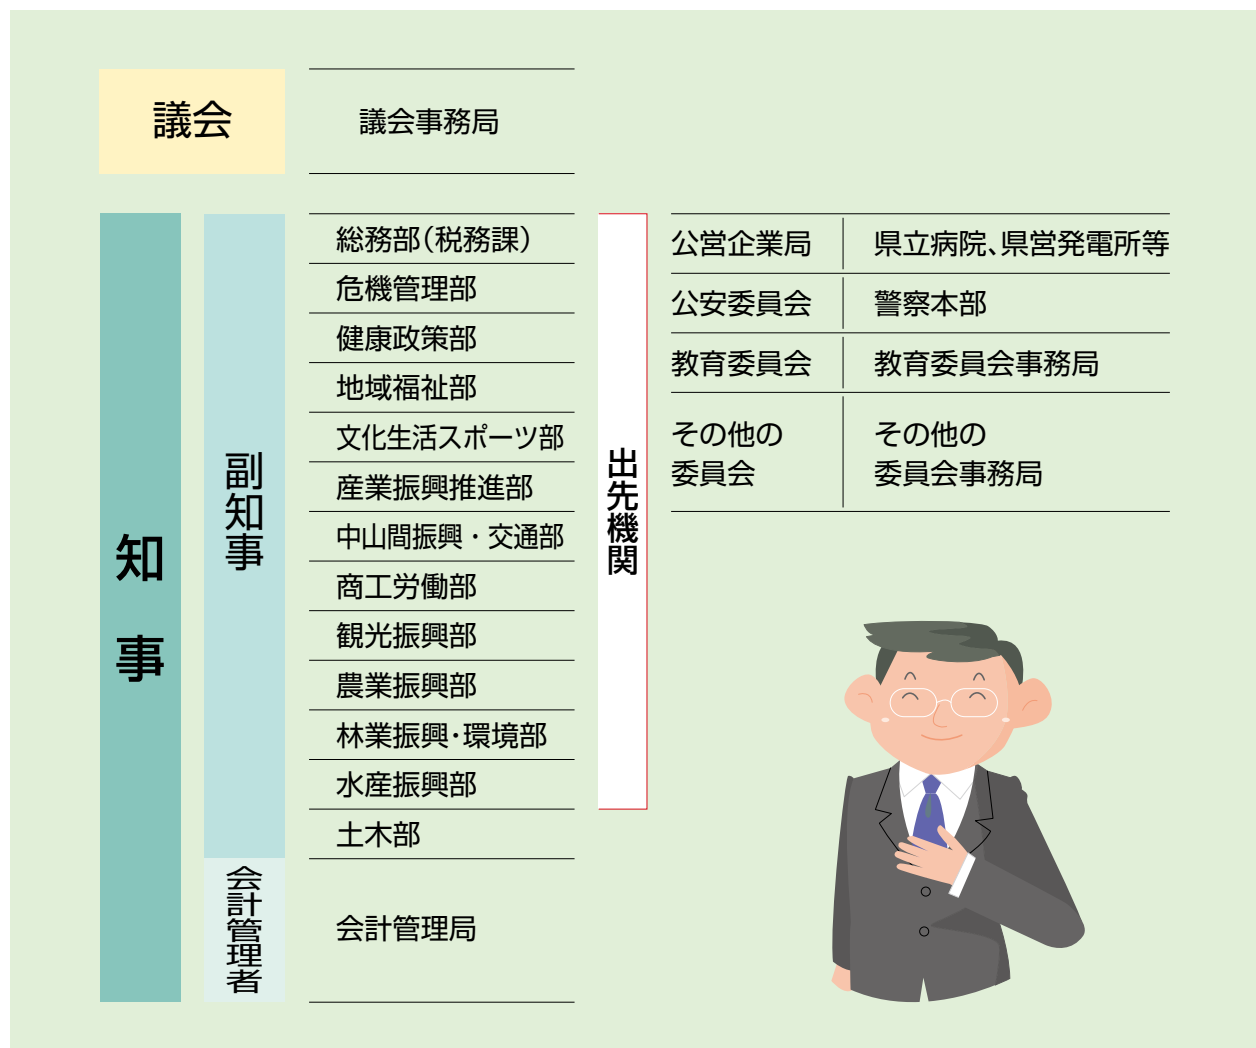 議会
議会事務局
知事
副知事
総務部（税務課）
危機管理部
健康政策部
地域福祉部
文化生活スポーツ部
産業振興推進部
中山間振興・交通部
商工労働部
観光振興部
農業振興部
林業振興・環境部
水産振興部
土木部
会計管理者
会計管理局
出先機関
公営企業局
県立病院、県営発電所等
公安委員会
警察本部
教育委員会
教育委員会事務局
その他の
委員会
その他の
委員会事務局